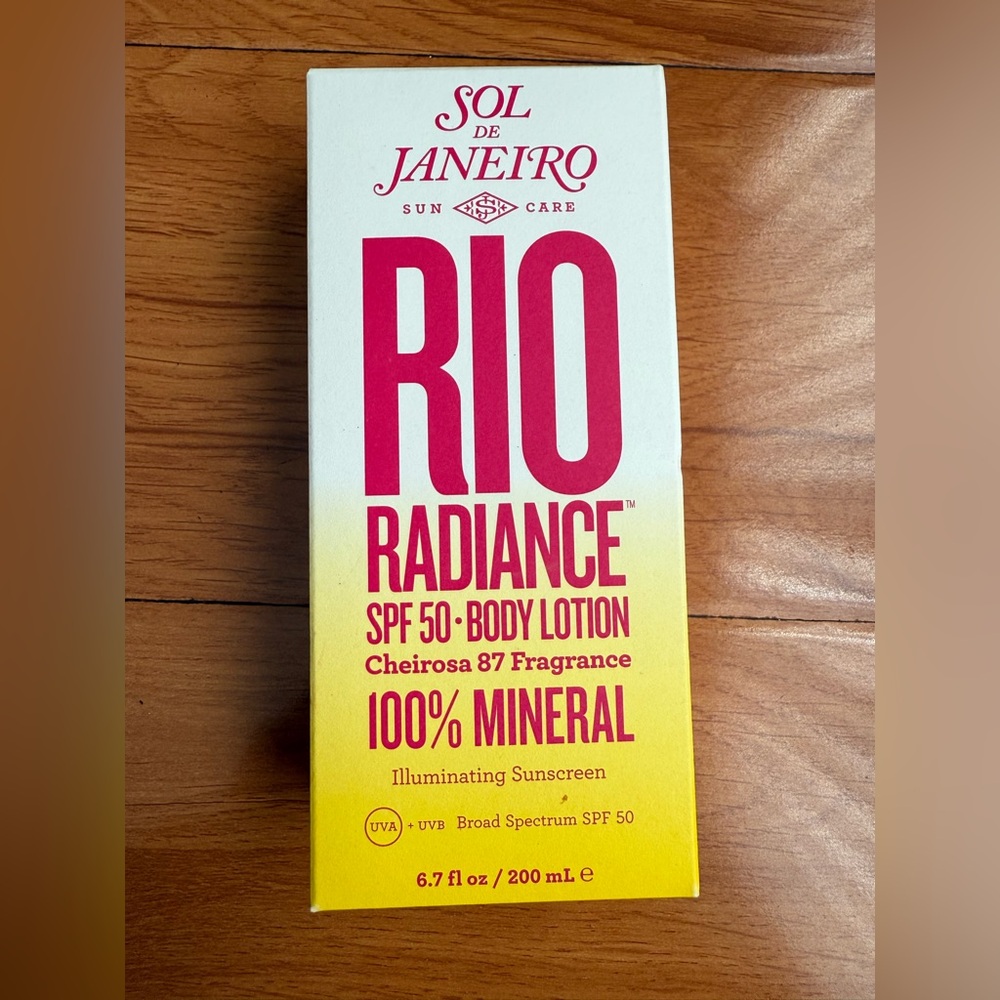 SOL
DE
JANEIRO
SUN CARE
RIO
RADIANCE™
SPF 50 · BODY LOTION
Cheirosa 87 Fragrance
100% MINERAL
Illuminating Sunscreen
UVA + UVB Broad Spectrum SPF 50
6.7 fl oz / 200 mL ℮